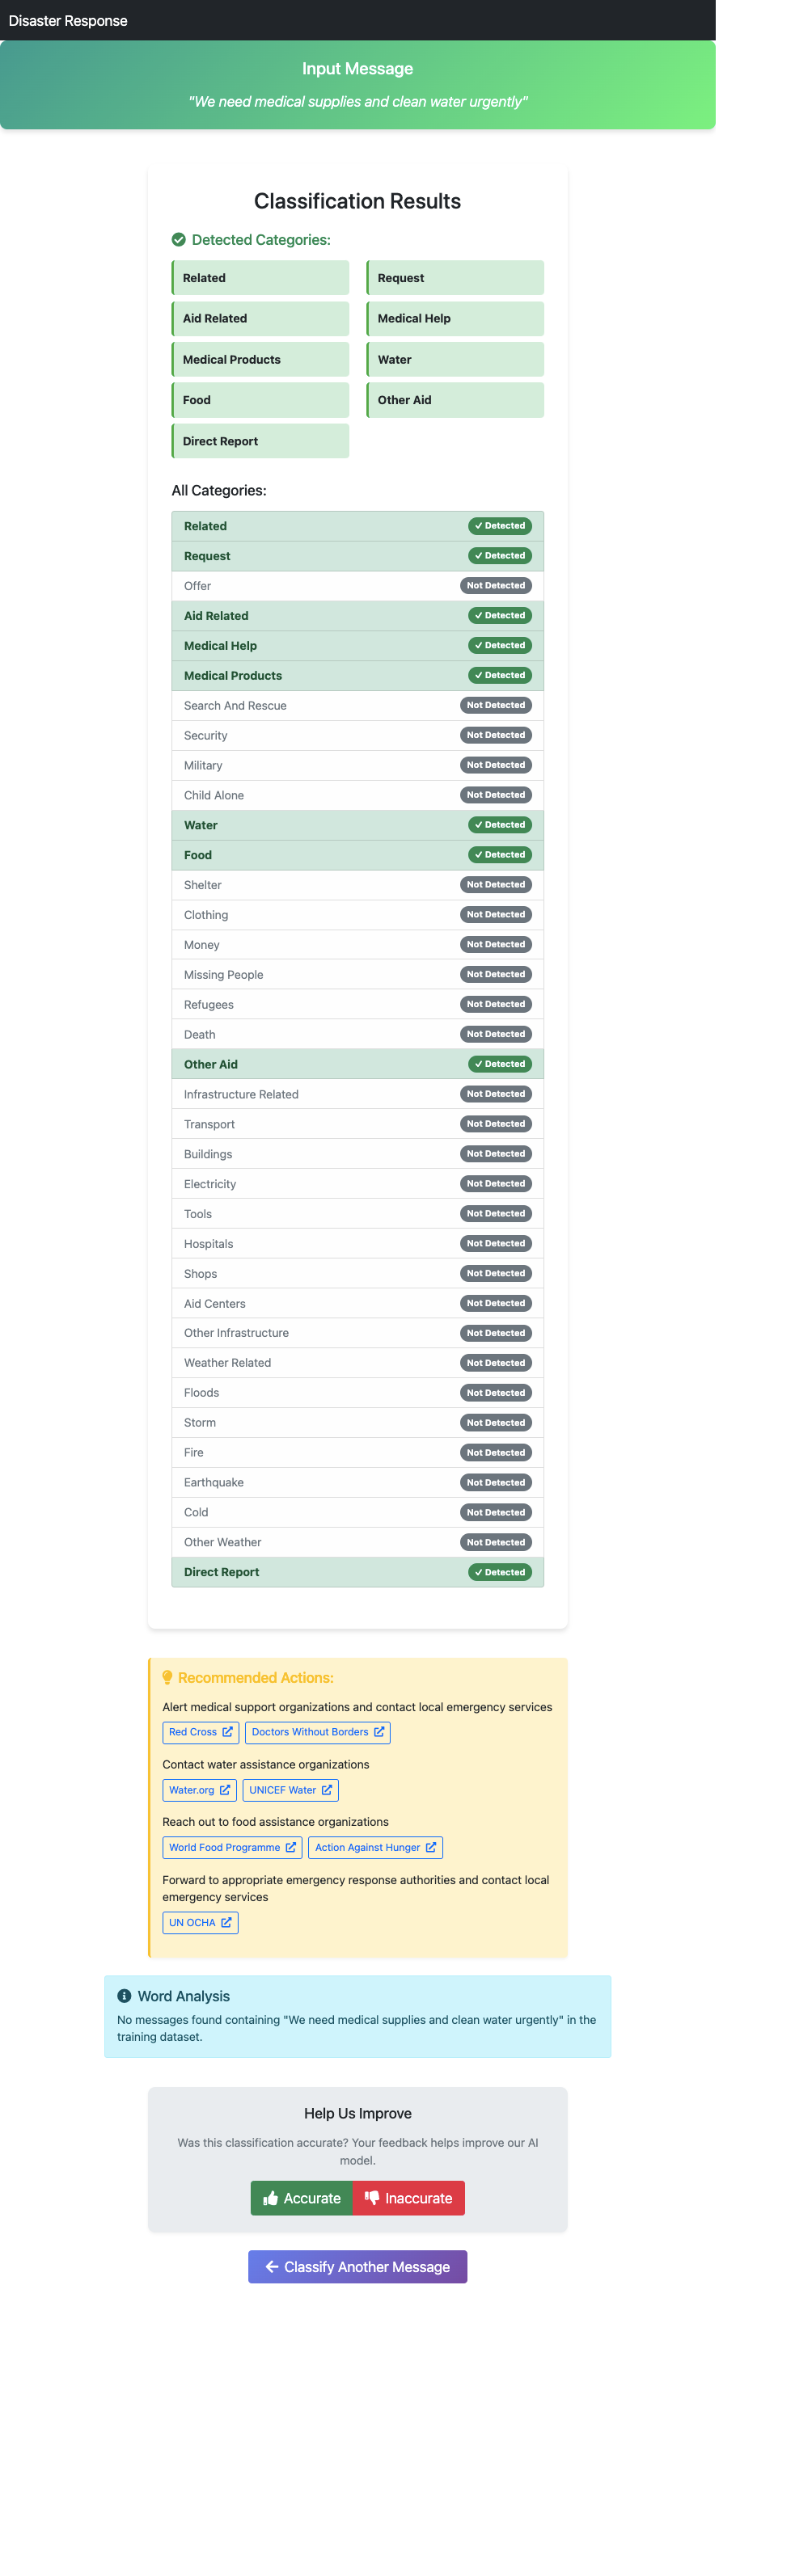 Disaster Response
Input Message
"We need medical supplies and clean water urgently"
Classification Results
Detected Categories:
Related
Request
Aid Related
Medical Help
Medical Products
Water
Food
Other Aid
Direct Report
All Categories:
Related Detected
Request Detected
Offer Not Detected
Aid Related Detected
Medical Help Detected
Medical Products Detected
Search And Rescue Not Detected
Security Not Detected
Military Not Detected
Child Alone Not Detected
Water Detected
Food Detected
Shelter Not Detected
Clothing Not Detected
Money Not Detected
Missing People Not Detected
Refugees Not Detected
Death Not Detected
Other Aid Detected
Infrastructure Related Not Detected
Transport Not Detected
Buildings Not Detected
Electricity Not Detected
Tools Not Detected
Hospitals Not Detected
Shops Not Detected
Aid Centers Not Detected
Other Infrastructure Not Detected
Weather Related Not Detected
Floods Not Detected
Storm Not Detected
Fire Not Detected
Earthquake Not Detected
Cold Not Detected
Other Weather Not Detected
Direct Report Detected
Recommended Actions:
Alert medical support organizations and contact local emergency services
Red Cross Doctors Without Borders
Contact water assistance organizations
Water.org UNICEF Water
Reach out to food assistance organizations
World Food Programme Action Against Hunger
Forward to appropriate emergency response authorities and contact local
emergency services
UN OCHA
Word Analysis
No messages found containing "We need medical supplies and clean water urgently" in the
training dataset.
Help Us Improve
Was this classification accurate? Your feedback helps improve our AI
model.
Accurate Inaccurate
Classify Another Message